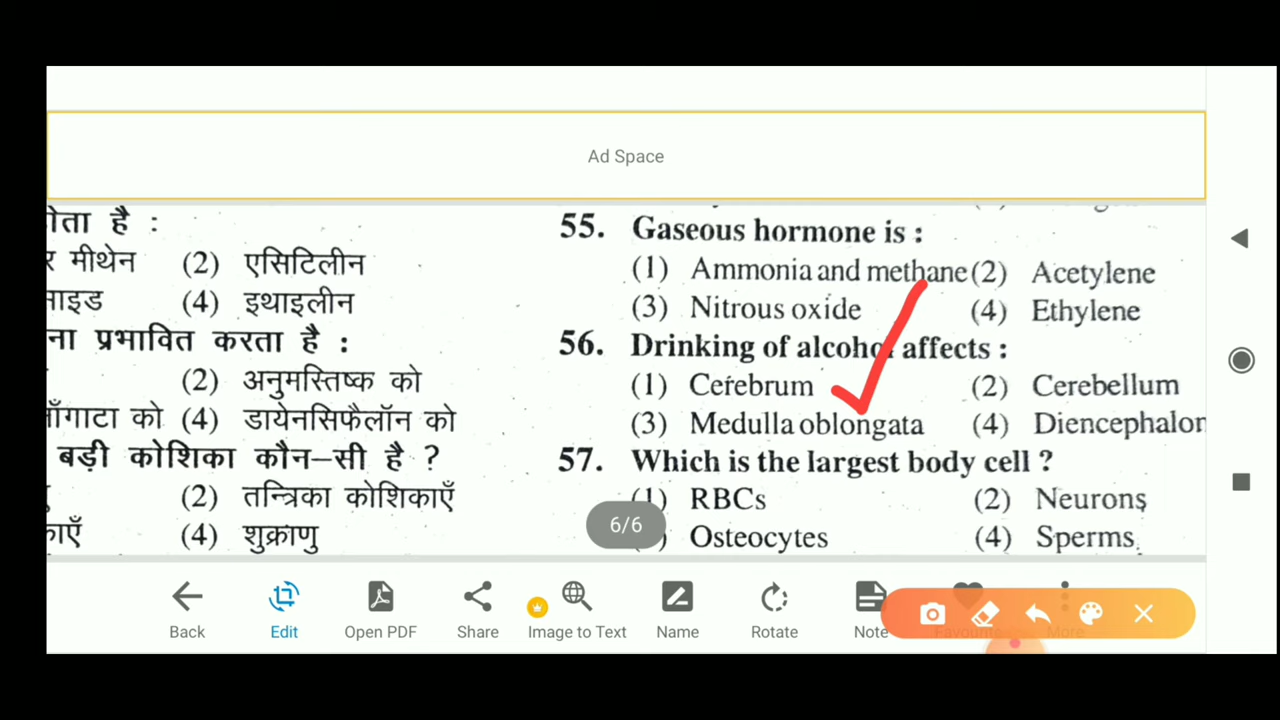 Ad Space
ोता है :
र मीथेन (2) एसिटिलीन
ाइड (4) इथाइलीन
ना प्रभावित करता है :
(2) अनुमस्तिष्क को
ाँगाटा को (4) डायेनसिफैलॉन को
बड़ी कोशिका कौन–सी है ?
(2) तन्त्रिका कोशिकाएँ
काएँ (4) शुक्राणु
55. Gaseous hormone is :
(1) Ammonia and methane (2) Acetylene
(3) Nitrous oxide (4) Ethylene
56. Drinking of alcohol affects :
(1) Cerebrum (2) Cerebellum
(3) Medulla oblongata (4) Diencephalon
57. Which is the largest body cell ?
(1) RBCs (2) Neurons
Osteocytes (4) Sperms
6/6
Back Edit Open PDF Share Image to Text Name Rotate Note Favourite More